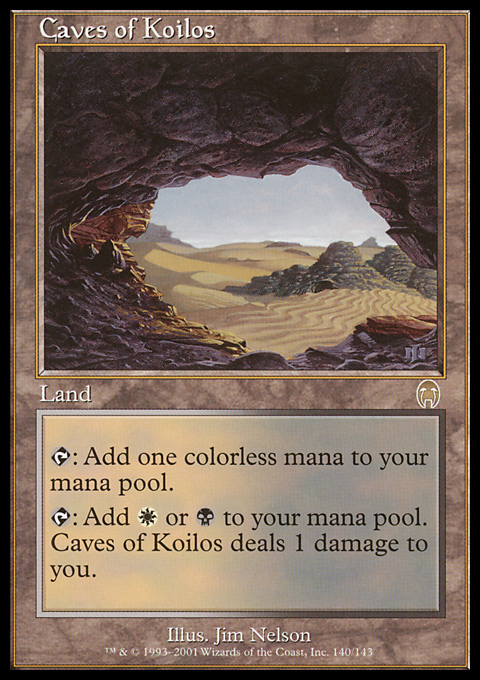 Caves of Koilos
Land
: Add one colorless mana to your
mana pool.
: Add or to your mana pool.
Caves of Koilos deals 1 damage to
you.
Illus. Jim Nelson
™ & © 1993-2001 Wizards of the Coast, Inc. 140/143